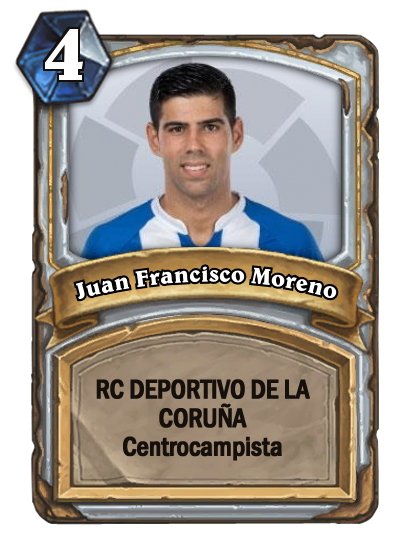 4
Juan Francisco Moreno
RC DEPORTIVO DE LA
CORUÑA
Centrocampista